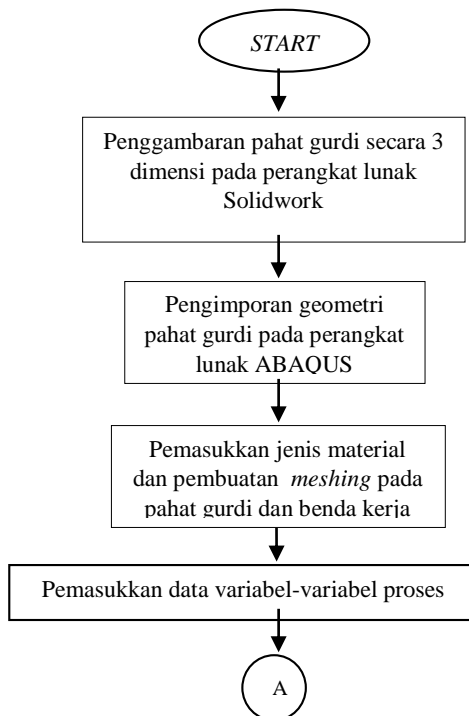 START
Penggambaran pahat gurdi secara 3
dimensi pada perangkat lunak
Solidwork
Pengimporan geometri
pahat gurdi pada perangkat
lunak ABAQUS
Pemasukkan jenis material
dan pembuatan meshing pada
pahat gurdi dan benda kerja
Pemasukkan data variabel-variabel proses
A